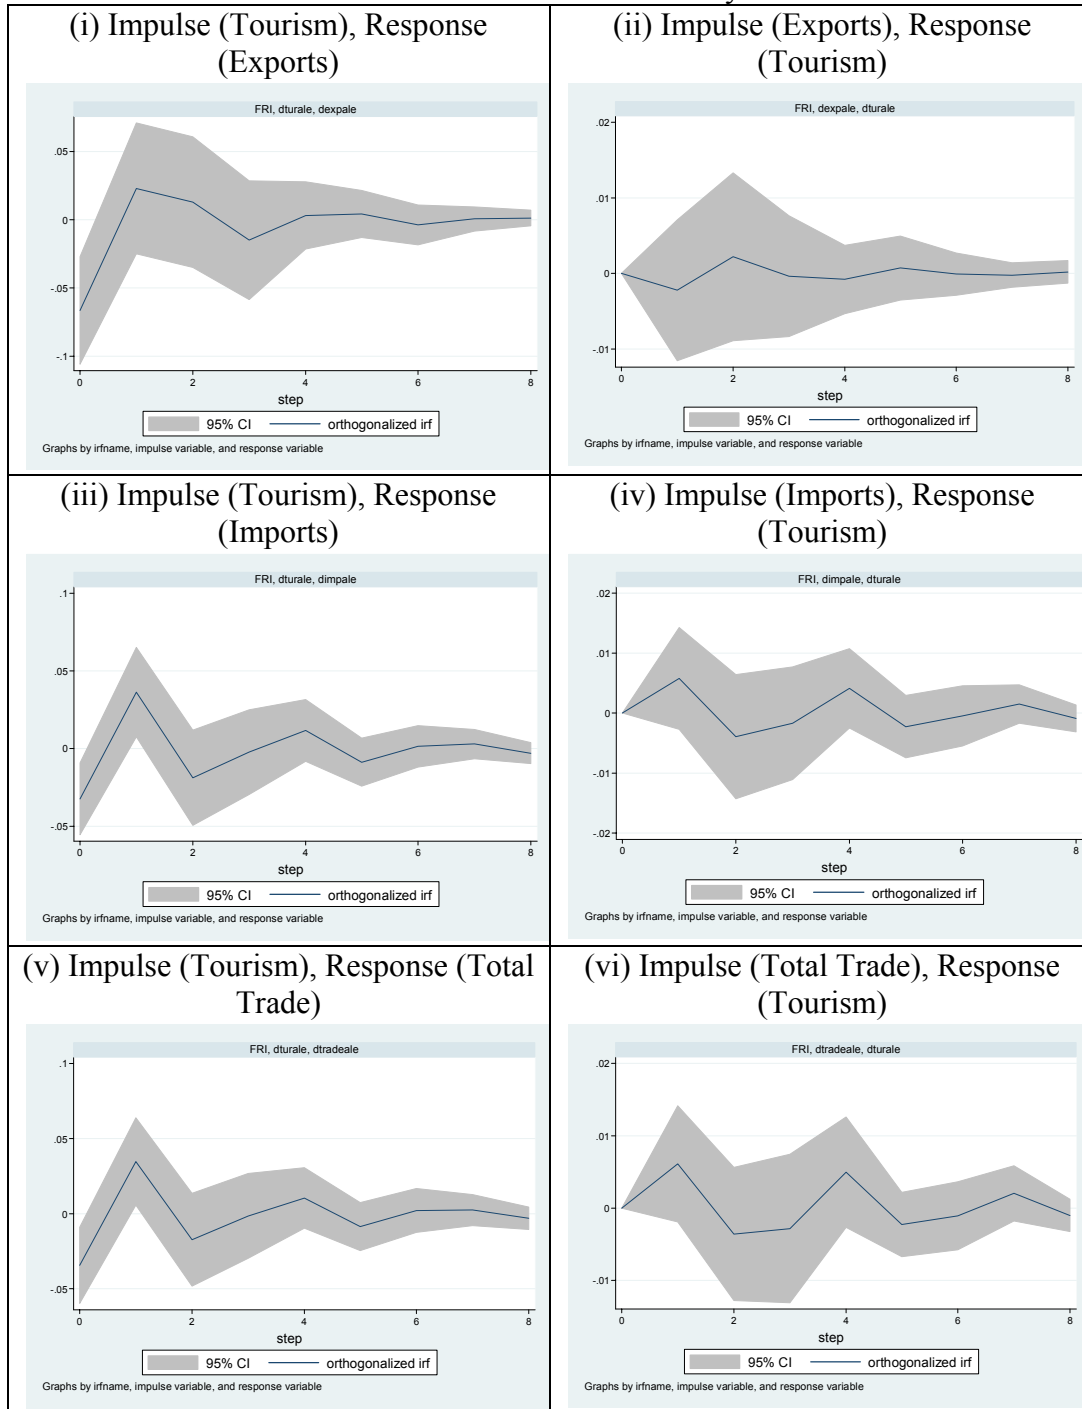 (i) Impulse (Tourism), Response
(Exports)
FRI, dturale, dexpale
.05
0
-.05
-.1
0 2 4 6 8
step
95% CI orthogonalized irf
Graphs by irfname, impulse variable, and response variable
(ii) Impulse (Exports), Response
(Tourism)
FRI, dexpale, dturale
.02
.01
0
-.01
0 2 4 6 8
step
95% CI orthogonalized irf
Graphs by irfname, impulse variable, and response variable
(iii) Impulse (Tourism), Response
(Imports)
FRI, dturale, dimpale
.1
.05
0
-.05
0 2 4 6 8
step
95% CI orthogonalized irf
Graphs by irfname, impulse variable, and response variable
(iv) Impulse (Imports), Response
(Tourism)
FRI, dimpale, dturale
.02
.01
0
-.01
-.02
0 2 4 6 8
step
95% CI orthogonalized irf
Graphs by irfname, impulse variable, and response variable
(v) Impulse (Tourism), Response (Total
Trade)
FRI, dturale, dtradeale
.1
.05
0
-.05
0 2 4 6 8
step
95% CI orthogonalized irf
Graphs by irfname, impulse variable, and response variable
(vi) Impulse (Total Trade), Response
(Tourism)
FRI, dtradeale, dturale
.02
.01
0
-.01
0 2 4 6 8
step
95% CI orthogonalized irf
Graphs by irfname, impulse variable, and response variable